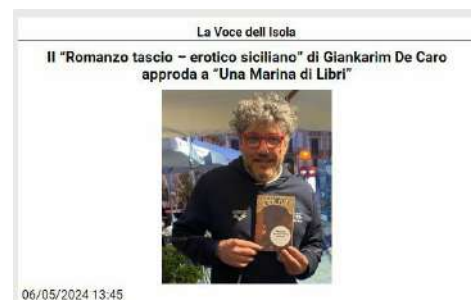 La Voce dell Isola
Il “Romanzo tascio – erotico siciliano” di Giankarim De Caro
approda a “Una Marina di Libri”
06/05/2024 13:45